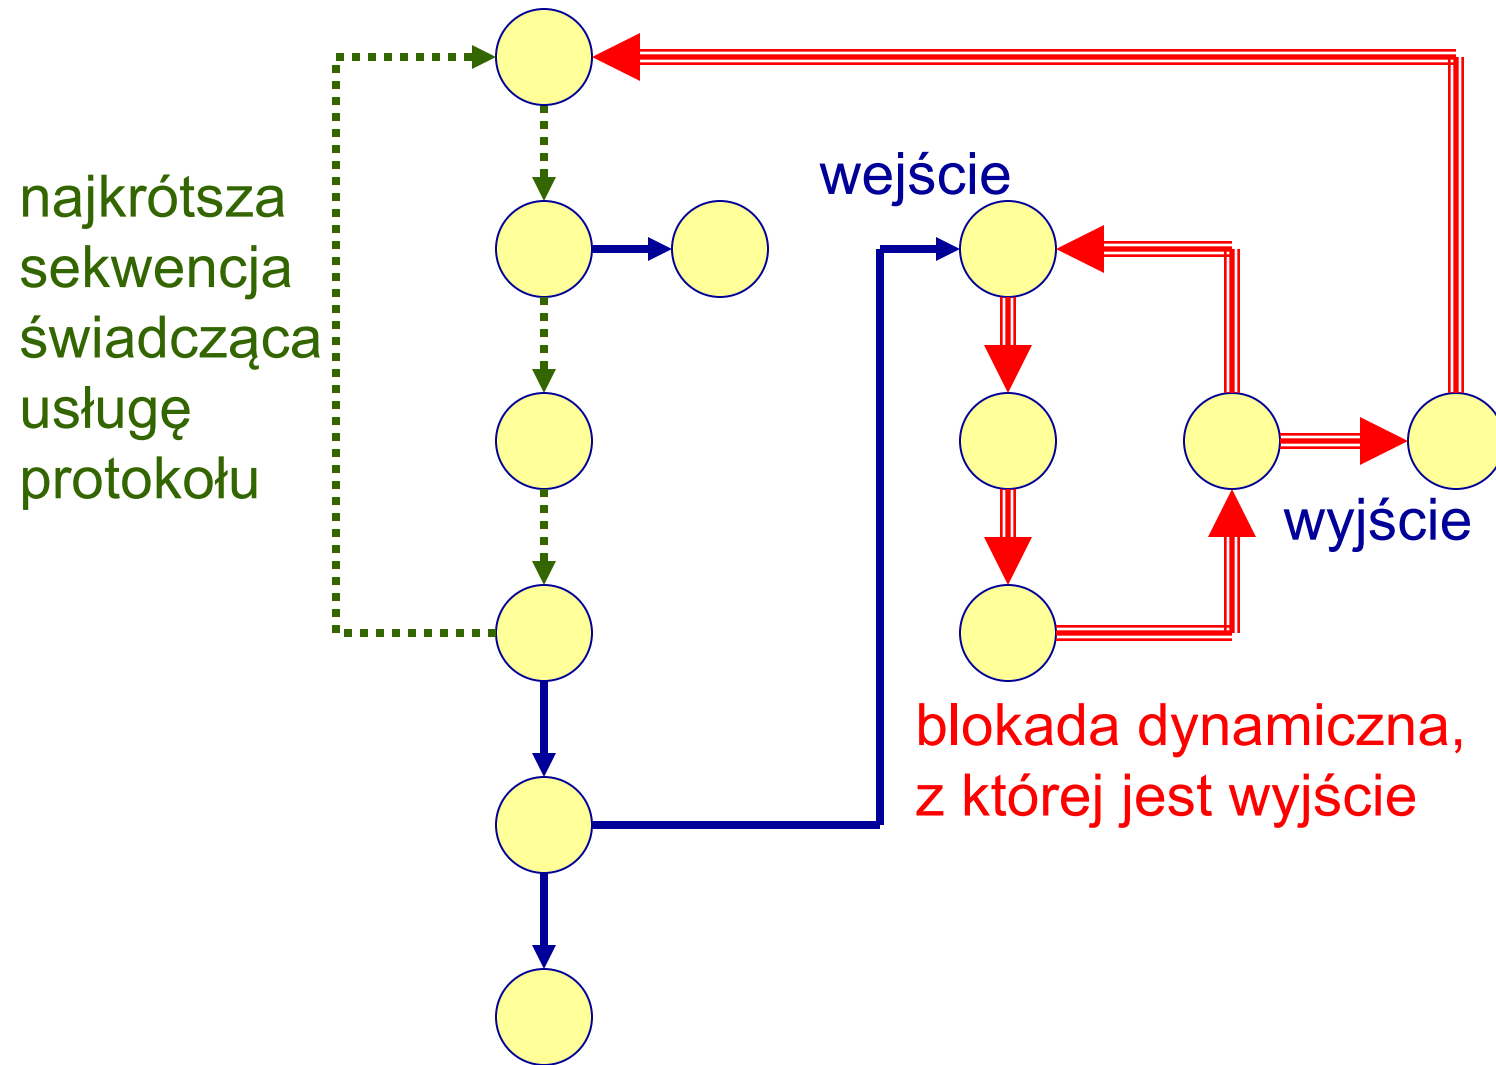 najkrótsza
sekwencja
świadcząca
usługę
protokołu
wejście
wyjście
blokada dynamiczna,
z której jest wyjście